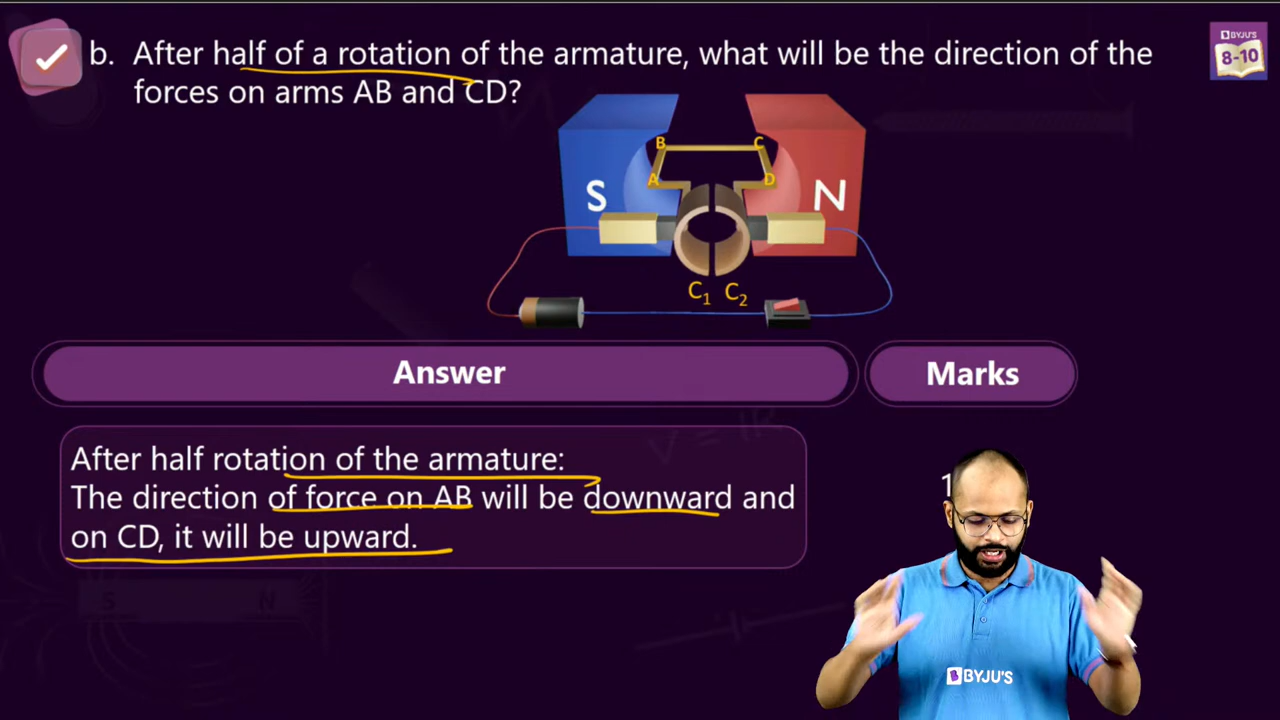 b. After half of a rotation of the armature, what will be the direction of the
forces on arms AB and CD?
BYJU'S
8-10
B
C
A
D
S
N
C₁ C₂
Answer
Marks
After half rotation of the armature:
The direction of force on AB will be downward and
on CD, it will be upward.
1
S
N
BYJU'S